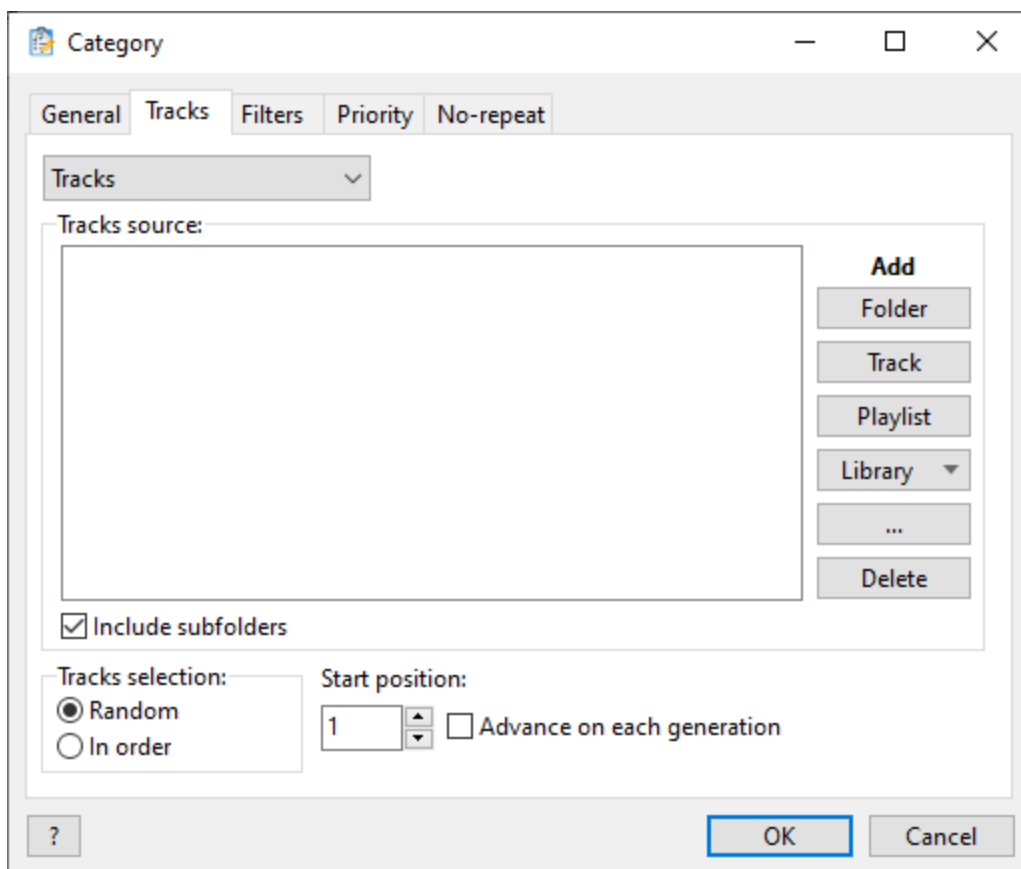 Category
General Tracks Filters Priority No-repeat
Tracks
Tracks source:
Add
Folder
Track
Playlist
Library
...
Delete
Include subfolders
Tracks selection:
Start position:
Random
In order
1
Advance on each generation
?
OK
Cancel